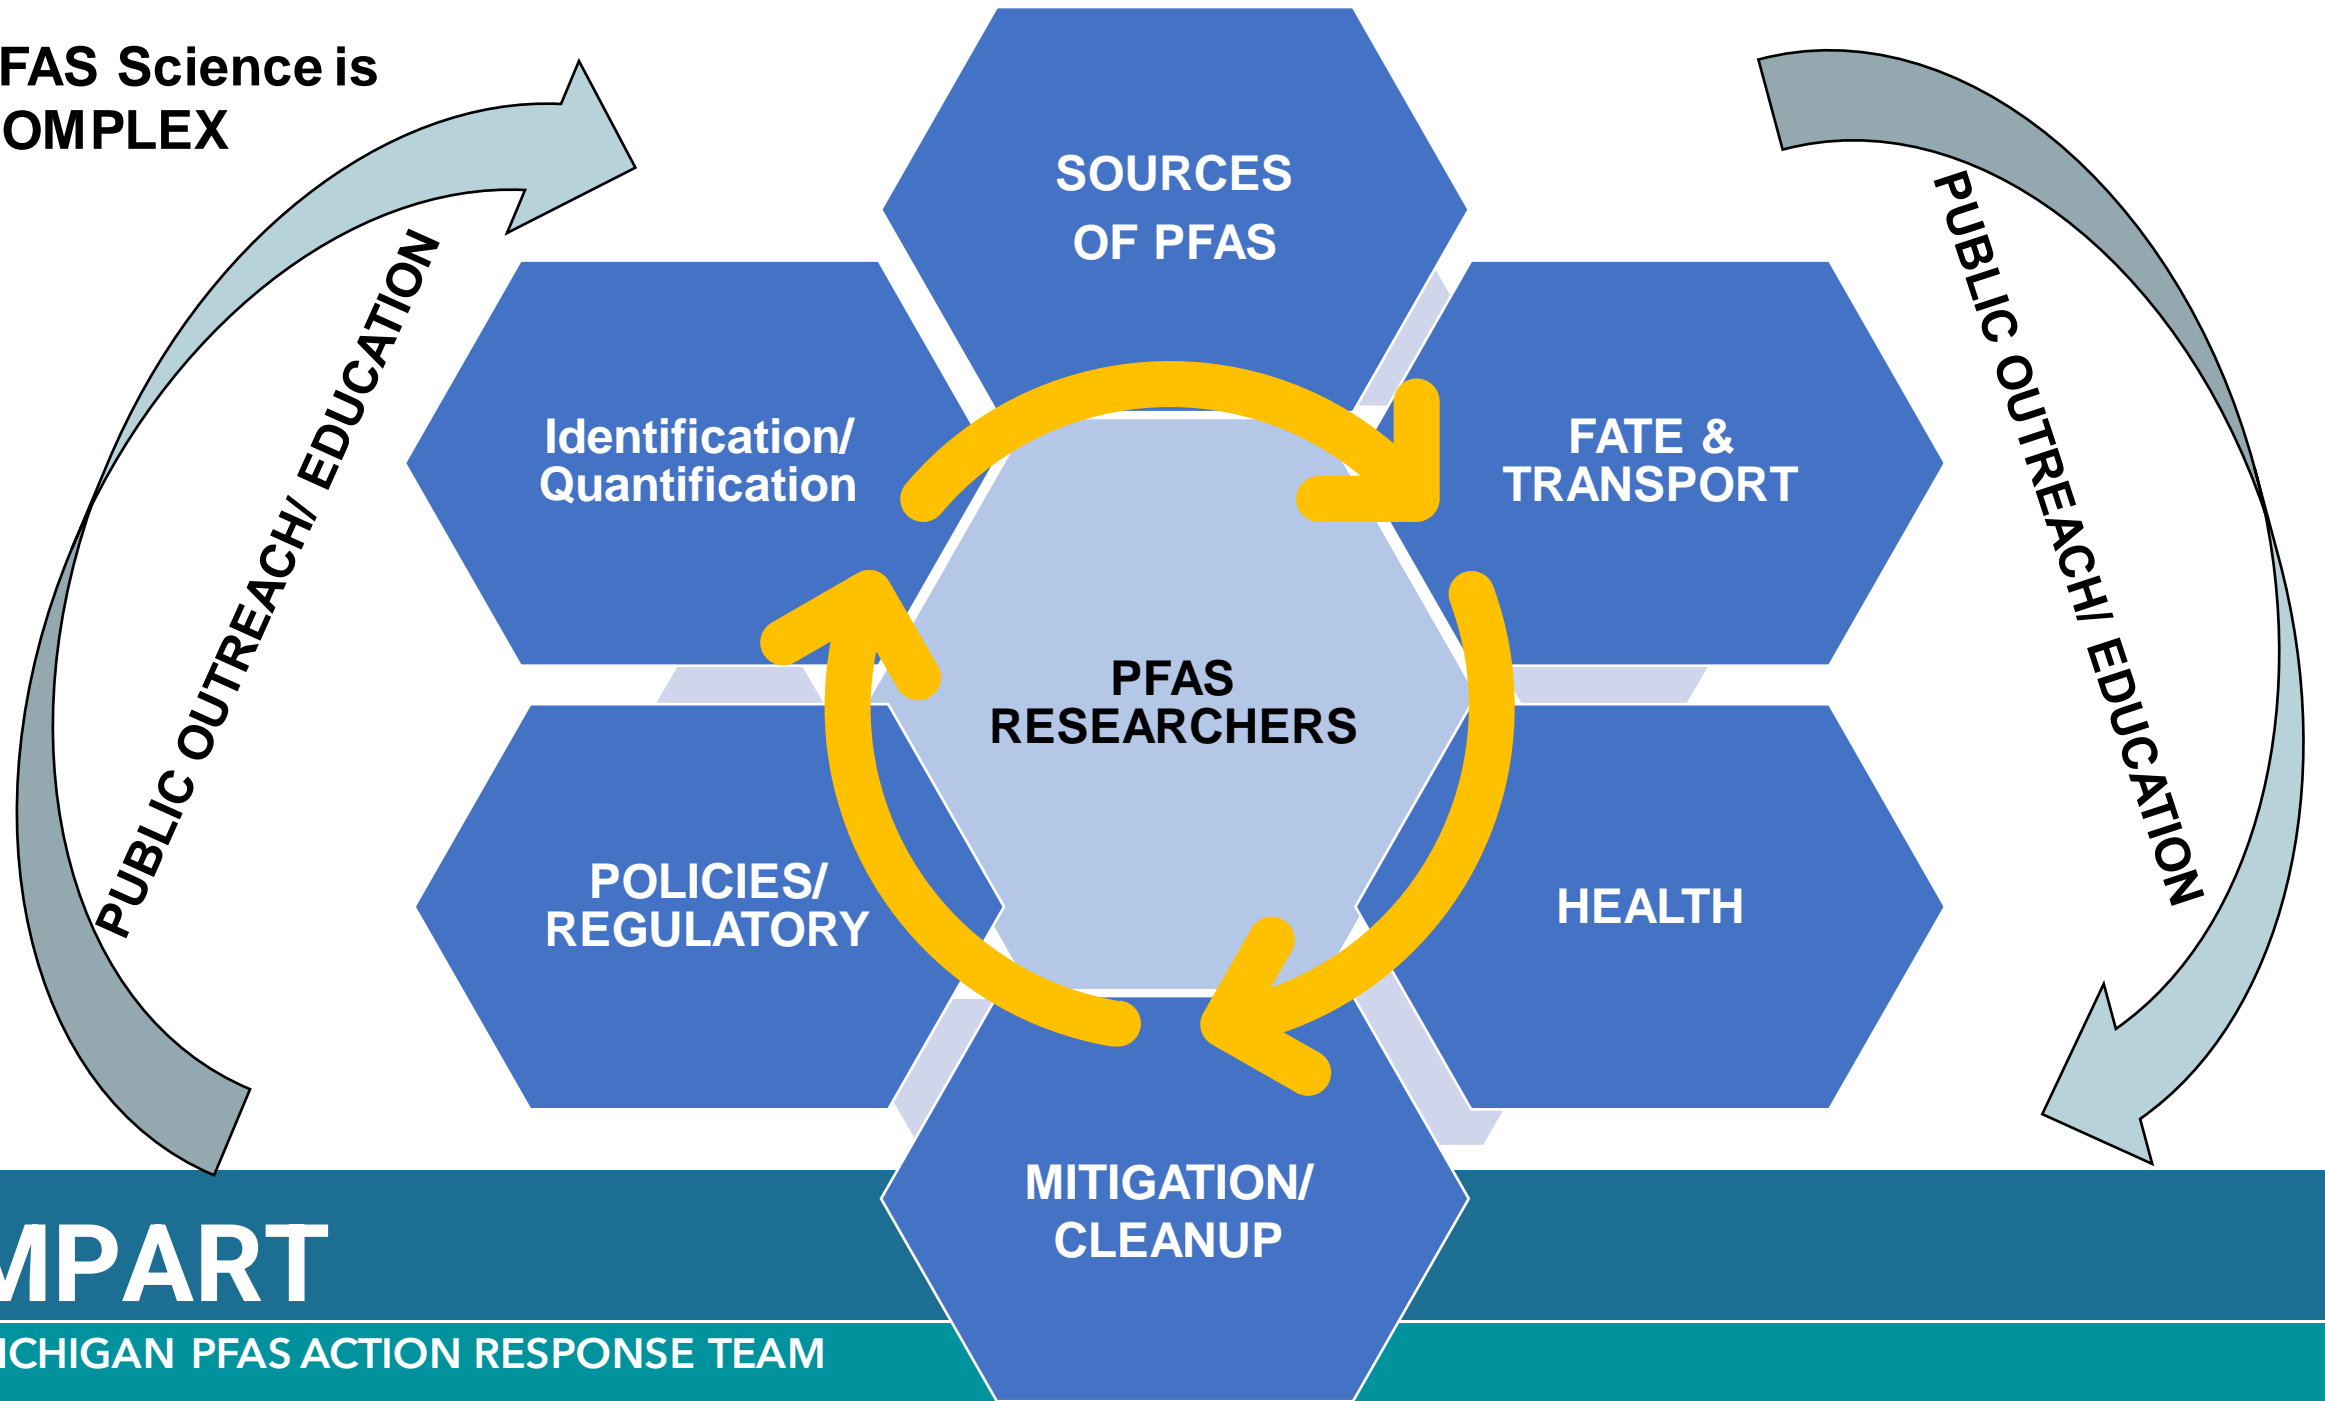 FAS Science is
OMPLEX
SOURCES
OF PFAS
Identification/
Quantification
FATE &
TRANSPORT
PUBLIC OUTREACH/ EDUCATION
PUBLIC OUTREACH/ EDUCATION
PFAS
RESEARCHERS
POLICIES/
REGULATORY
HEALTH
MITIGATION/
CLEANUP
MPART
ICHIGAN PFAS ACTION RESPONSE TEAM